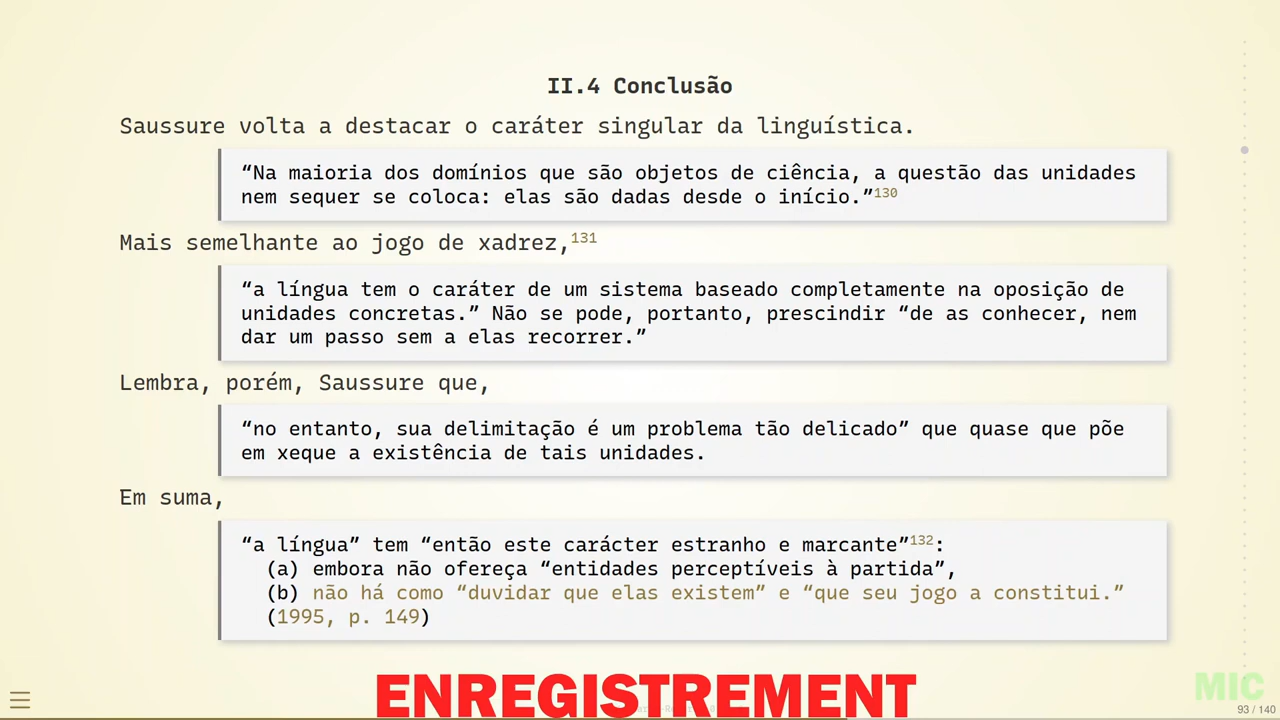 II.4 Conclusão
Saussure volta a destacar o caráter singular da linguística.
“Na maioria dos domínios que são objetos de ciência, a questão das unidades
nem sequer se coloca: elas são dadas desde o início.”130
Mais semelhante ao jogo de xadrez,131
“a língua tem o caráter de um sistema baseado completamente na oposição de
unidades concretas.” Não se pode, portanto, prescindir “de as conhecer, nem
dar um passo sem a elas recorrer.”
Lembra, porém, Saussure que,
“no entanto, sua delimitação é um problema tão delicado” que quase que põe
em xeque a existência de tais unidades.
Em suma,
“a língua” tem “então este carácter estranho e marcante”132:
(a) embora não ofereça “entidades perceptíveis à partida”,
(b) não há como “duvidar que elas existem” e “que seu jogo a constitui.”
(1995, p. 149)
ENREGISTREMENT
MIC
93 / 140